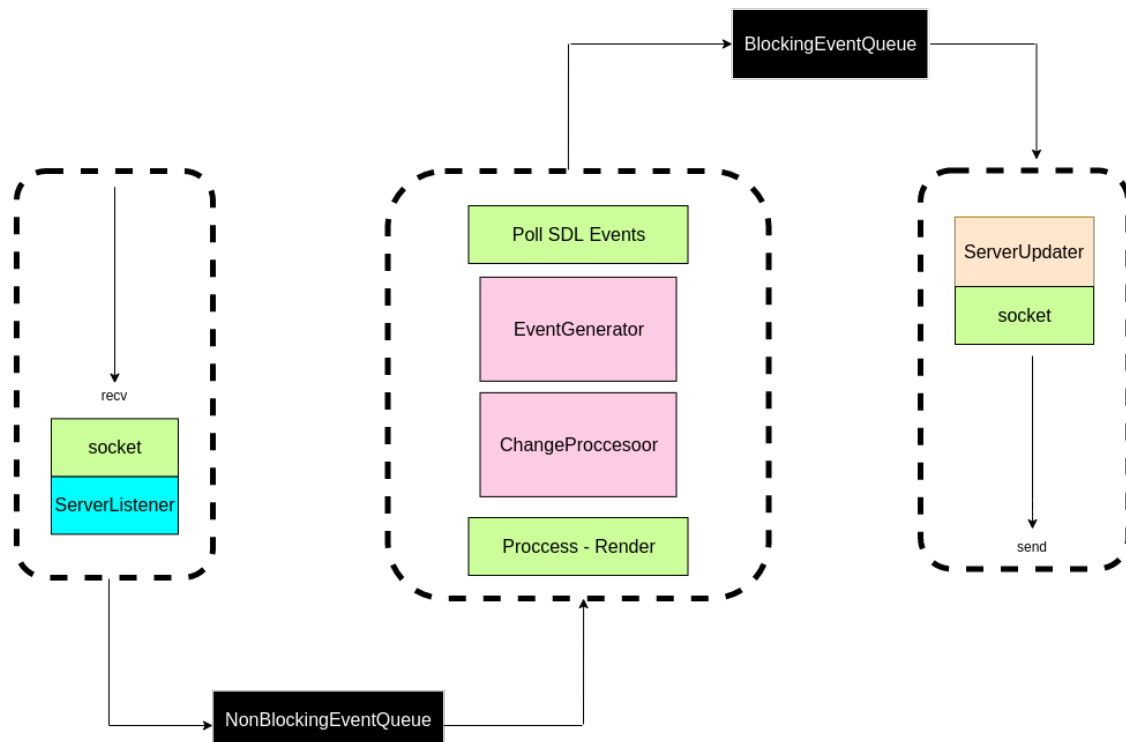 BlockingEventQueue
recv
socket
ServerListener
Poll SDL Events
EventGenerator
ChangeProccesoor
Proccess - Render
ServerUpdater
socket
send
NonBlockingEventQueue